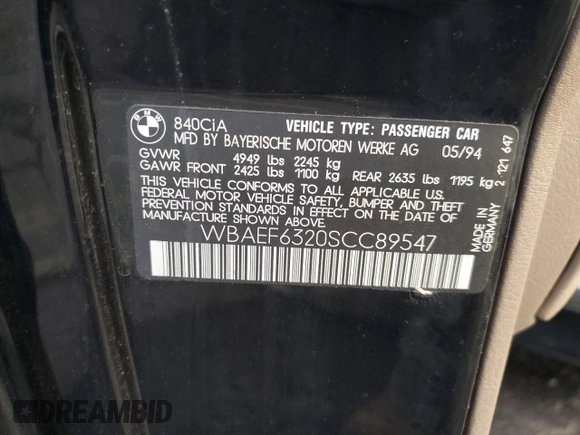 BMW
840CiA VEHICLE TYPE: PASSENGER CAR
MFD BY BAYERISCHE MOTOREN WERKE AG 05/94
GVWR 4949 lbs 2245 kg
GAWR FRONT 2425 lbs 1100 kg REAR 2635 lbs 1195 kg
THIS VEHICLE CONFORMS TO ALL APPLICABLE U.S.
FEDERAL MOTOR VEHICLE SAFETY, BUMPER AND THEFT
PREVENTION STANDARDS IN EFFECT ON THE DATE OF
MANUFACTURE SHOWN ABOVE.
WBAEF6320SCC89547
2 121 647
MADE IN
GERMANY
DREAMBID